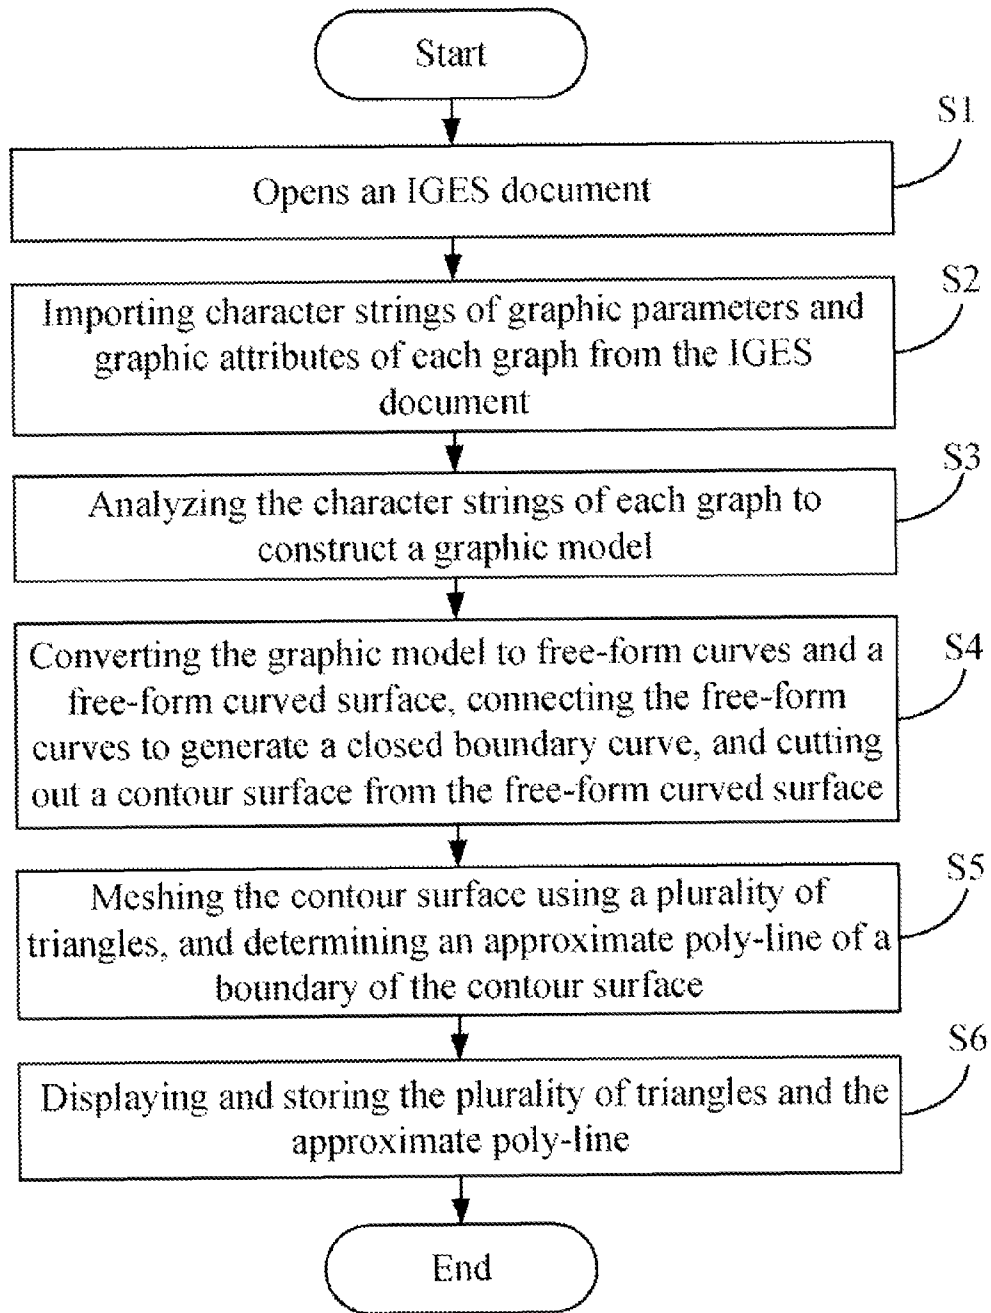 Start
S1
Opens an IGES document
S2
Importing character strings of graphic parameters and
graphic attributes of each graph from the IGES
document
S3
Analyzing the character strings of each graph to
construct a graphic model
S4
Converting the graphic model to free-form curves and a
free-form curved surface, connecting the free-form
curves to generate a closed boundary curve, and cutting
out a contour surface from the free-form curved surface
S5
Meshing the contour surface using a plurality of
triangles, and determining an approximate poly-line of a
boundary of the contour surface
S6
Displaying and storing the plurality of triangles and the
approximate poly-line
End